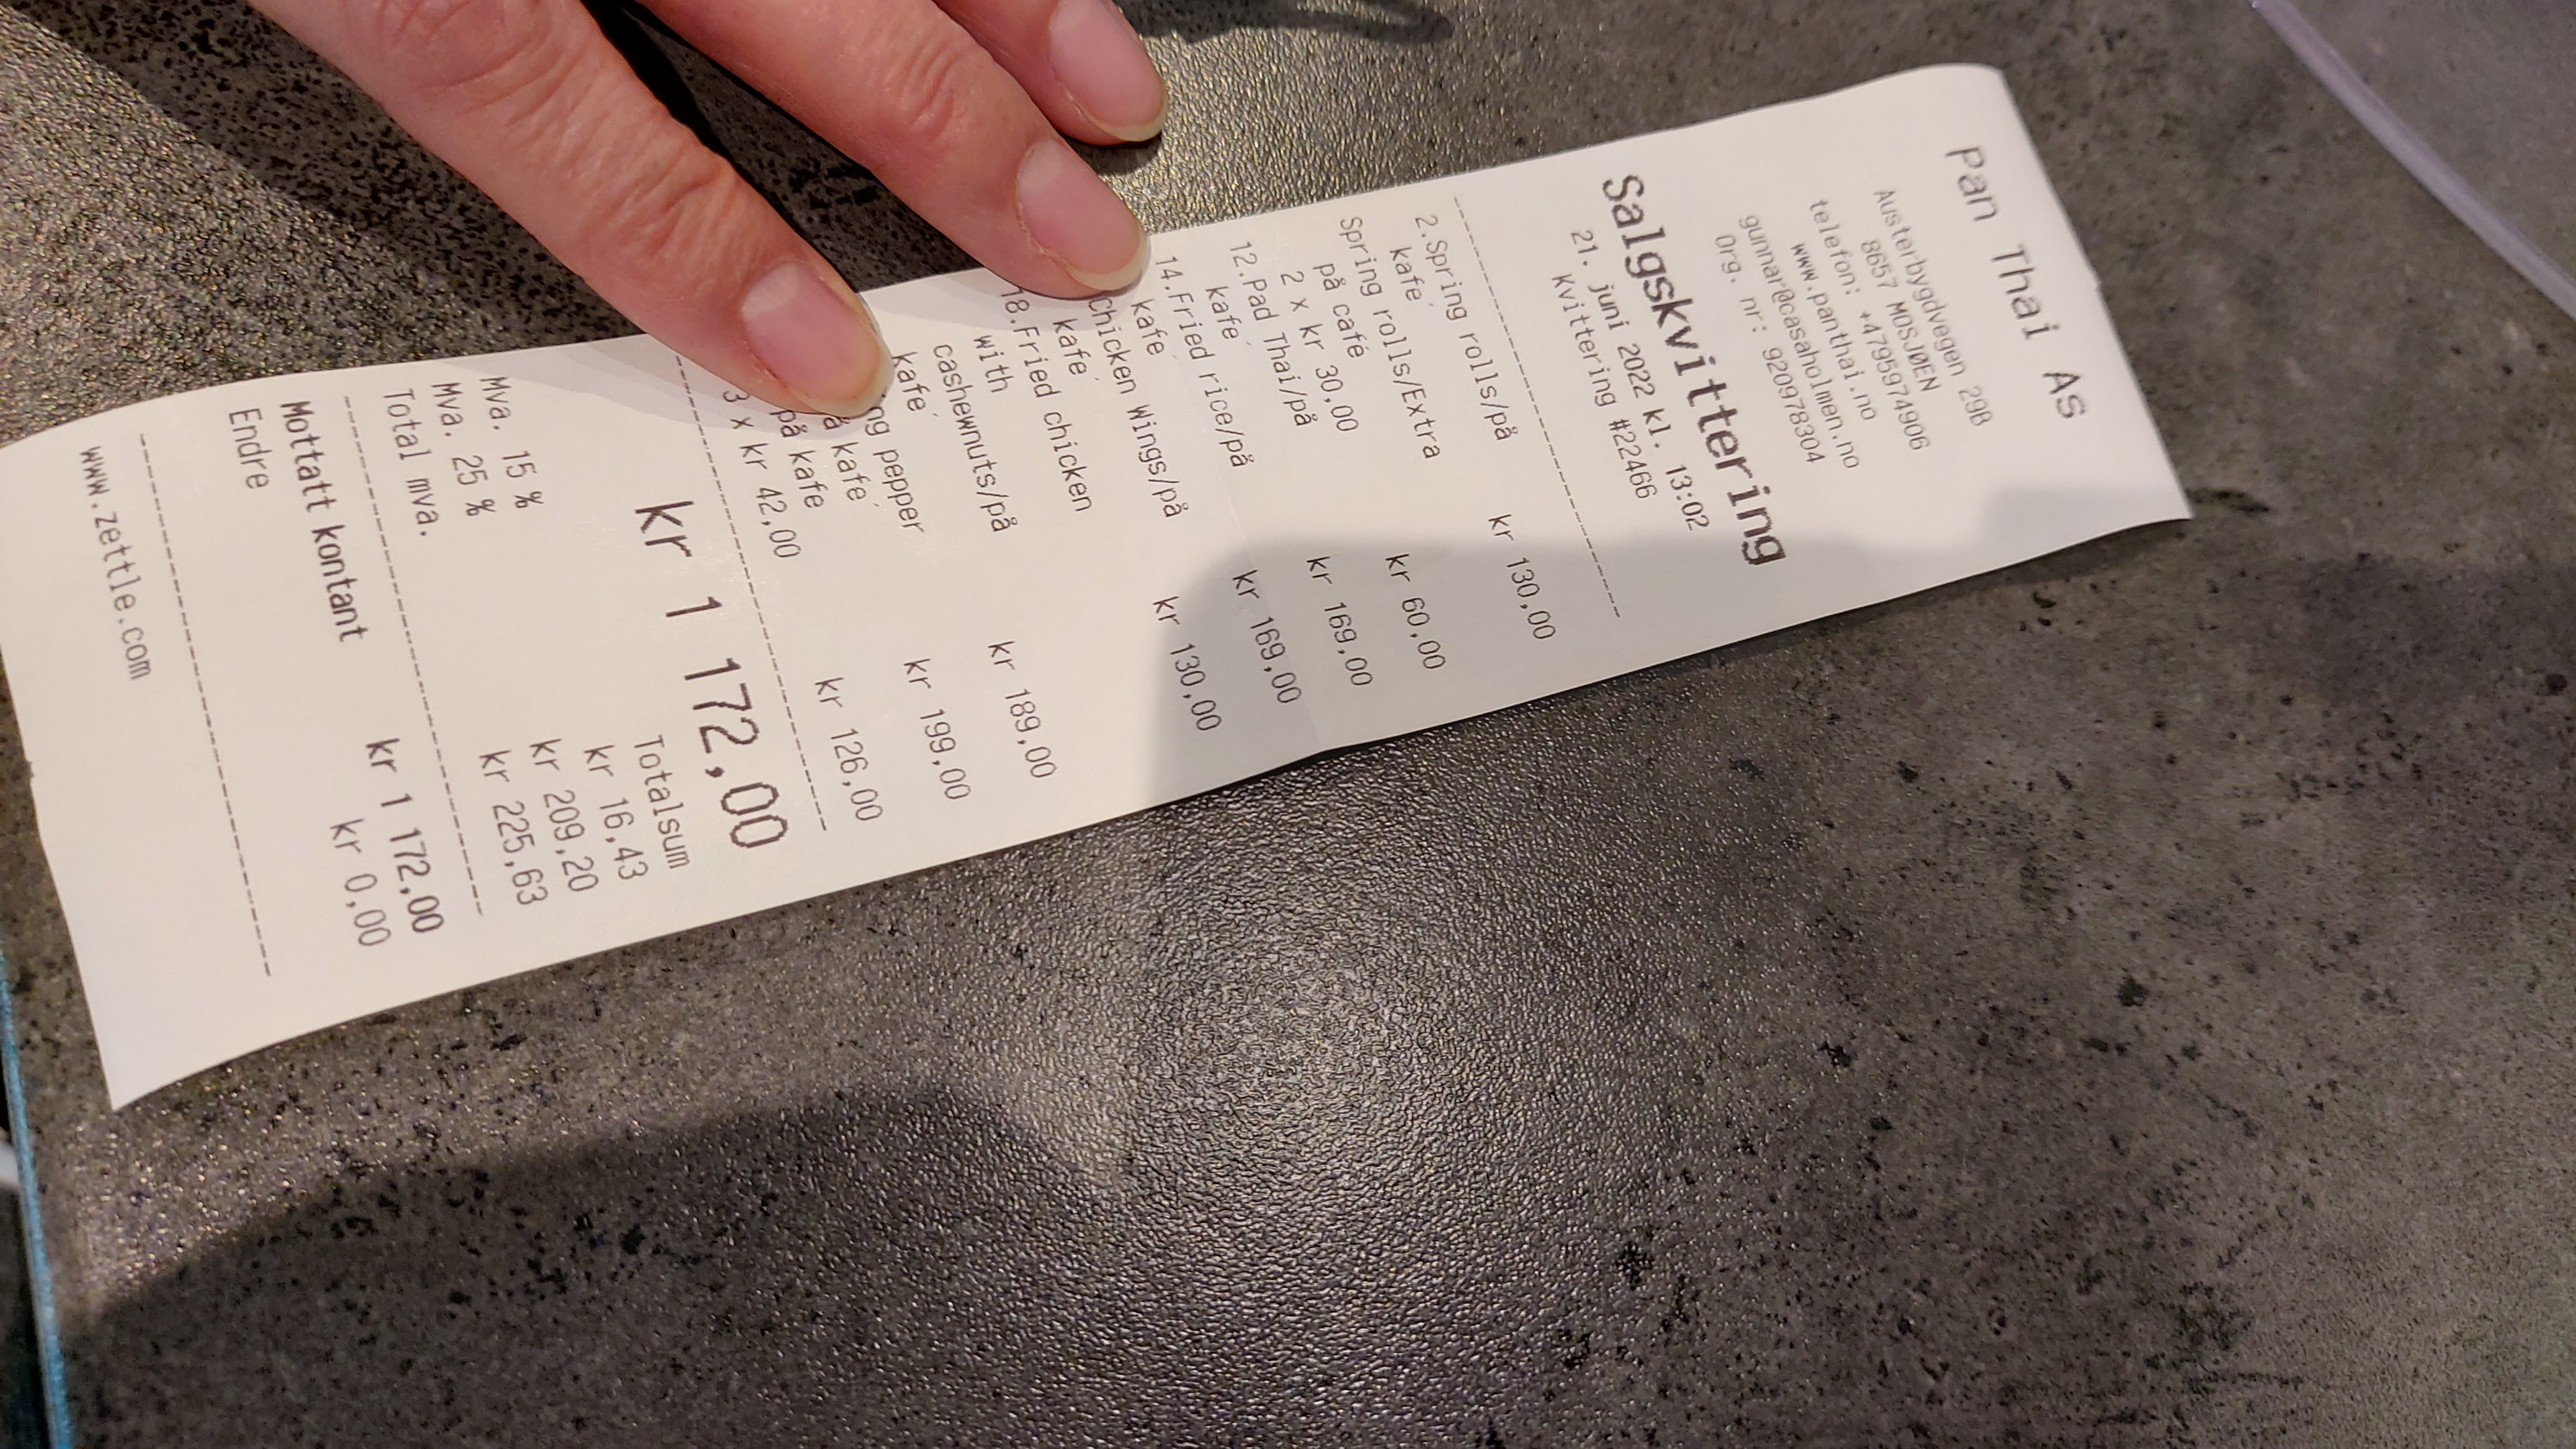 Pan Thai As
Austerbygdvegen 29B
8657 MOSJØEN
telefon: +4795974906
www.panthai.no
gunnar@casaholmen.no
Org. nr: 920978304
Salgskvittering
21. juni 2022 kl. 13:02
Kvittering #22466
2.Spring rolls/på kr 130,00
kafe´
Spring rolls/Extra kr 60,00
på café
2 x kr 30,00
12.Pad Thai/på kr 169,00
kafe´
14.Fried rice/på kr 169,00
kafe´
Chicken Wings/på kr 130,00
kafe´
18.Fried chicken kr 189,00
with
cashewnuts/på
kafe´
pepper kr 199,00
kafe´
på kafe kr 126,00
3 x kr 42,00
kr 1 172,00
Totalsum
Mva. 15 % kr 16,43
Mva. 25 % kr 209,20
Total mva. kr 225,63
Mottatt kontant kr 1 172,00
Endre kr 0,00
www.zettle.com